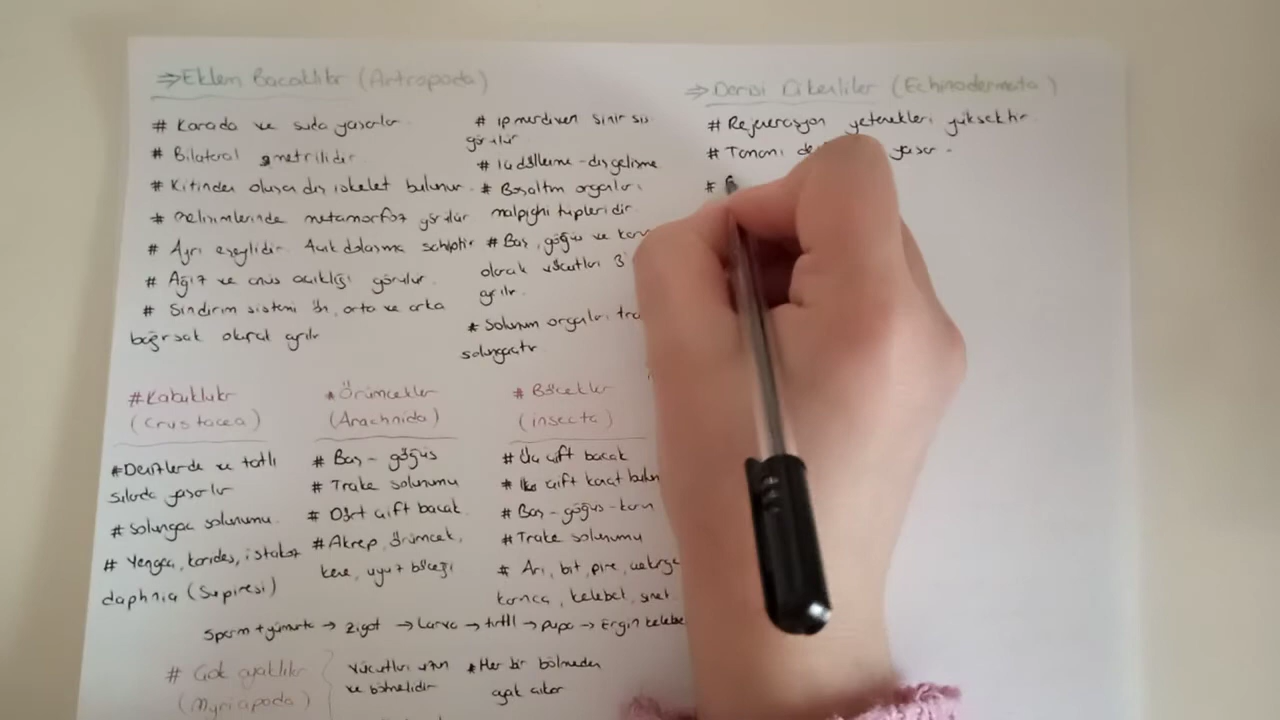 ⇒Eklem Bacaklılar (Artropoda)
# Karada ve suda yaşarlar
# Bilateral simetrilidir.
# Kitinden oluşan dış iskelet bulunur.
# Gelişimlerinde metamorfoz görülür
# Ayrı eşeylidir. Açık dolaşıma sahiptir
# Ağız ve anüs açıklığı görülür.
# Sindirim sistemi ön, orta ve arka
bağırsak olarak ayrılır
# ip merdiven sinir sis
görülür.
# iç döllenme - dış gelişme
# Boşaltım organları
malpighi tüpleridir.
# Baş, göğüs ve karı
olarak vücutları 3
ayrılır.
# Solunum organları tra
solungaçtır
⇒Derisi Dikenliler (Echinodermata)
# Rejenerasyon yetenekleri yüksektir.
# Tamamı de yaşar.
#
#Kabuklular
(Crustacea)
#Denizlerde ve tatlı
sularda yaşarlar
# Solungaç solunumu.
# Yengeç, karides, istakoz
daphnia (Su piresi)
#Örümcekler
(Arachnida)
# Baş - göğüs
# Trake solunumu
# Dört çift bacak.
#Akrep, örümcek,
kene, uyuz böceği
# Böcekler
(insecta)
# Üç çift bacak
# İki çift kanat bulun
# Baş-göğüs-karın
# Trake solunumu
# Arı, bit, pire, çekirge
karınca, kelebek, sinek
Sperm + yumurta → Zigot → Larva → tırtıl → pupa → Ergin kelebe
# Çok ayaklılar
(Myriapoda)
Vücutları uzun
ve bölmelidir
#Her bir bölmeden
ayak çıkar